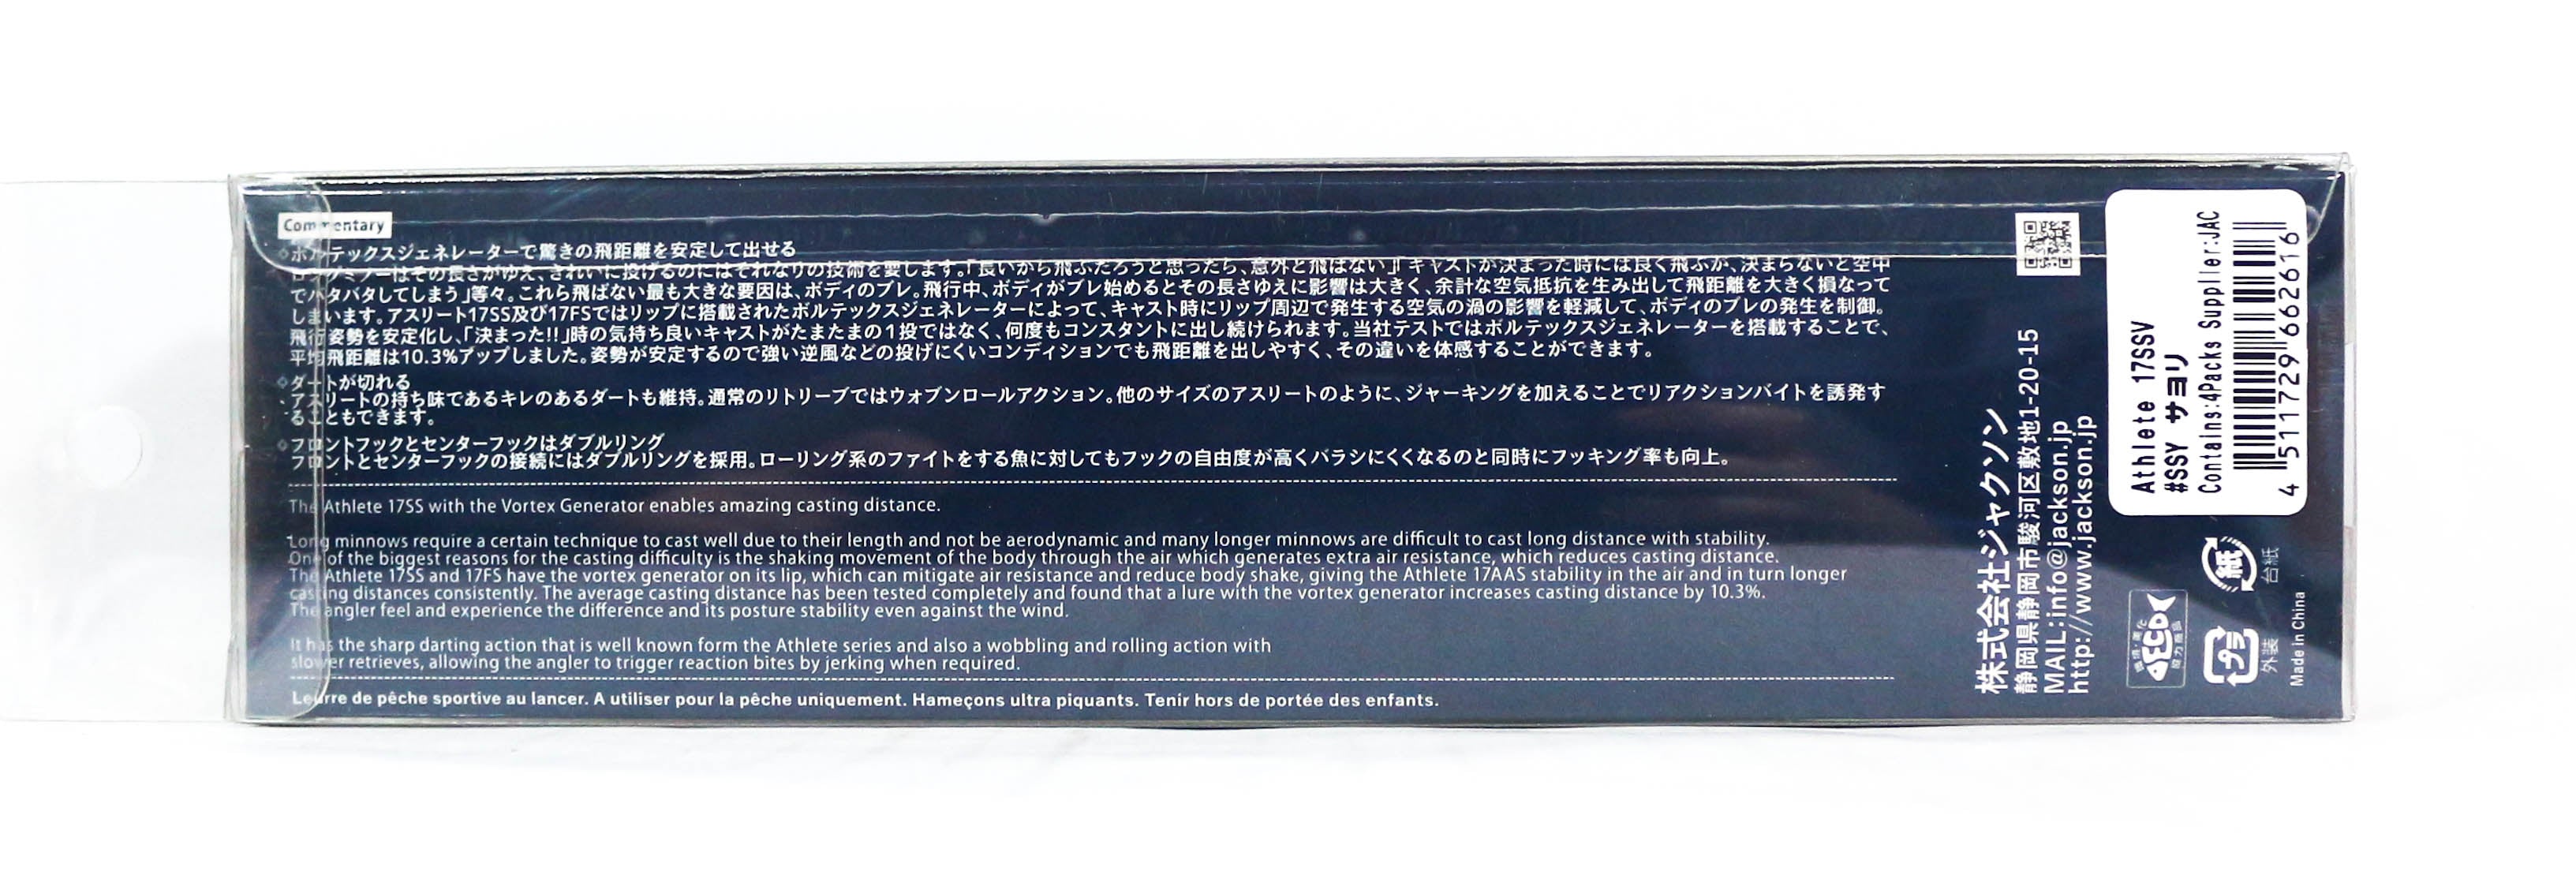 Commentary
◇ボルテックスジェネレーターで驚きの飛距離を安定して出せる
ロングミノーはその長さがゆえ、きれいに投げるのにはそれなりの技術を要します。「長いから飛ぶだろうと思ったら、意外と飛ばない」「キャストが決まった時には良く飛ぶが、決まらないと空中
でバタバタしてしまう」等々。これら飛ばない最も大きな要因は、ボディのブレ。飛行中、ボディがブレ始めるとその長さゆえに影響は大きく、余計な空気抵抗を生み出して飛距離を大きく損なって
しまいます。アスリート17SS及び17FSではリップに搭載されたボルテックスジェネレーターによって、キャスト時にリップ周辺で発生する空気の渦の影響を軽減して、ボディのブレの発生を制御。
飛行姿勢を安定化し、「決まった!!」時の気持ち良いキャストがたまたまの1投ではなく、何度もコンスタントに出し続けられます。当社テストではボルテックスジェネレーターを搭載することで、
平均飛距離は10.3%アップしました。姿勢が安定するので強い逆風などの投げにくいコンディションでも飛距離を出しやすく、その違いを体感することができます。
◇ダートが切れる
アスリートの持ち味であるキレのあるダートも維持。通常のリトリーブではウォブンロールアクション。他のサイズのアスリートのように、ジャーキングを加えることでリアクションバイトを誘発す
ることもできます。
◇フロントフックとセンターフックはダブルリング
フロントとセンターフックの接続にはダブルリングを採用。ローリング系のファイトをする魚に対してもフックの自由度が高くバラシにくくなるのと同時にフッキング率も向上。
The Athlete 17SS with the Vortex Generator enables amazing casting distance.
Long minnows require a certain technique to cast well due to their length and not be aerodynamic and many longer minnows are difficult to cast long distance with stability.
One of the biggest reasons for the casting difficulty is the shaking movement of the body through the air which generates extra air resistance, which reduces casting distance.
The Athlete 17SS and 17FS have the vortex generator on its lip, which can mitigate air resistance and reduce body shake, giving the Athlete 17AAS stability in the air and in turn longer
casting distances consistently. The average casting distance has been tested completely and found that a lure with the vortex generator increases casting distance by 10.3%.
The angler feel and experience the difference and its posture stability even against the wind.
It has the sharp darting action that is well known form the Athlete series and also a wobbling and rolling action with
slower retrieves, allowing the angler to trigger reaction bites by jerking when required.
Leurre de pêche sportive au lancer. A utiliser pour la pêche uniquement. Hameçons ultra piquants. Tenir hors de portée des enfants.
株式会社ジャクソン
静岡県静岡市駿河区敷地1-20-15
MAIL:info@jackson.jp
http://www.jackson.jp
Athlete 17SSV
#SSY サヨリ
Contains:4Packs Supplier:JAC
4 511729 662616
紙
台紙
プラ
外装
Made in China